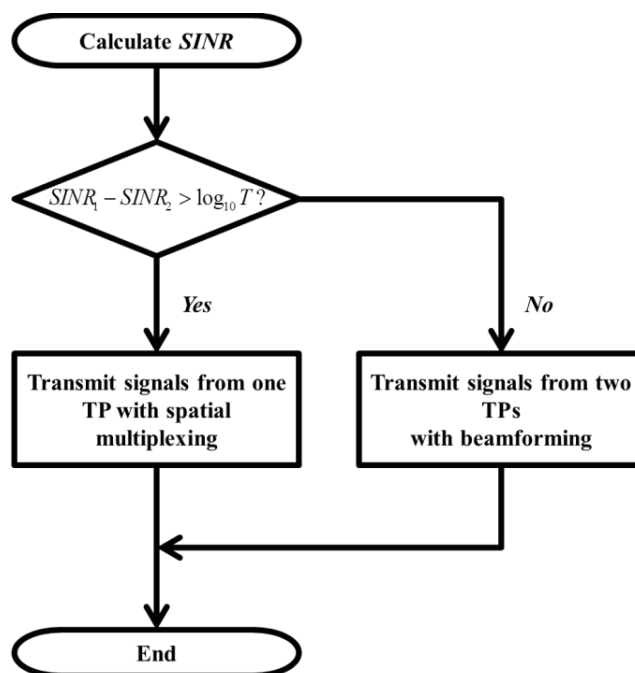 Calculate SINR
SINR₁ − SINR₂ > log₁₀ T ?
Yes
No
Transmit signals from one
TP with spatial
multiplexing
Transmit signals from two
TPs
with beamforming
End